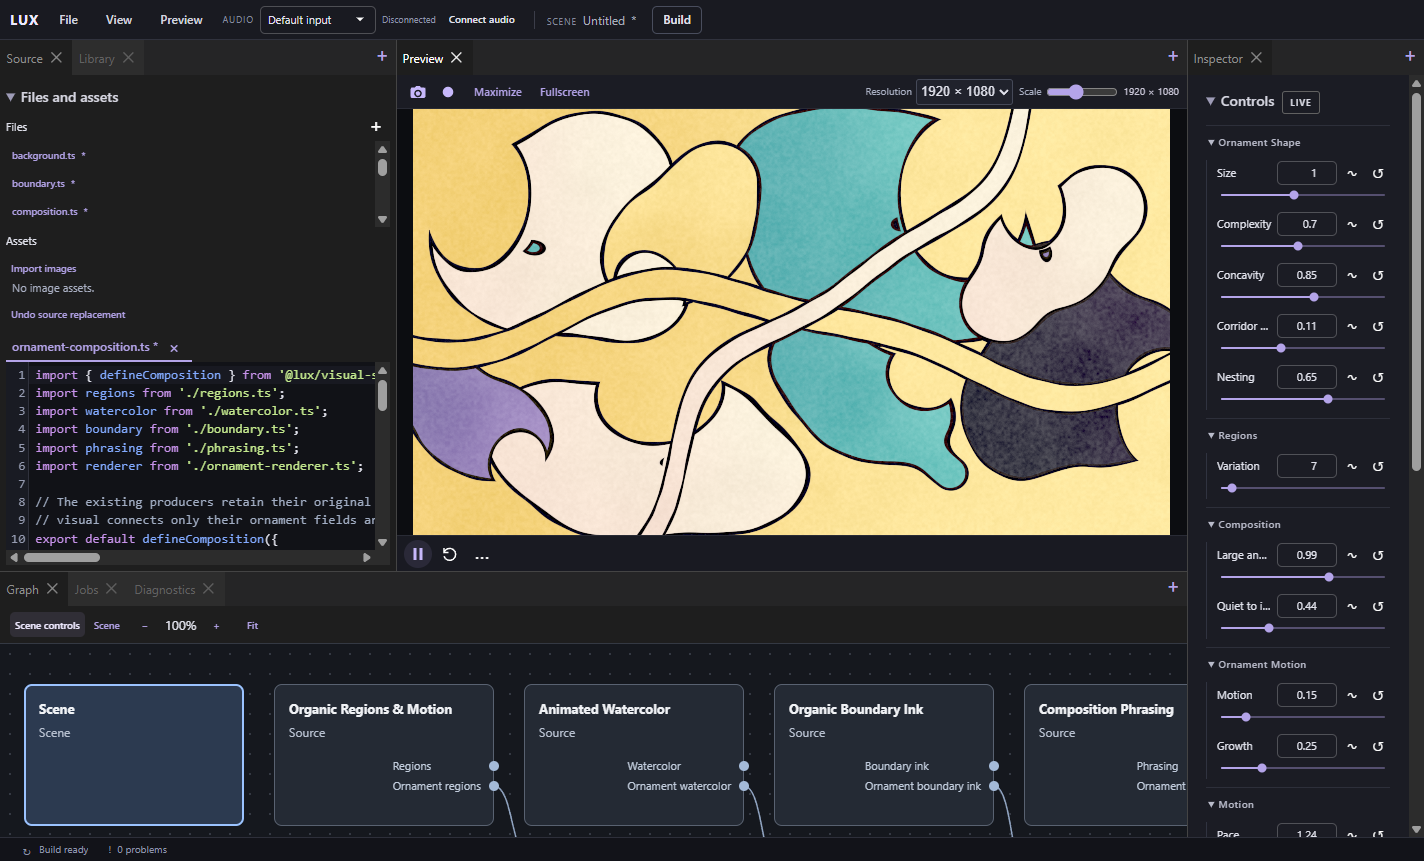 LUX File View Preview AUDIO Default input Disconnected Connect audio SCENE Untitled * Build
Source Library +
Files and assets
Files +
background.ts *
boundary.ts *
composition.ts *
Assets
Import images
No image assets.
Undo source replacement
ornament-composition.ts * ×
1 import { defineComposition } from '@lux/visual-s
2 import regions from './regions.ts';
3 import watercolor from './watercolor.ts';
4 import boundary from './boundary.ts';
5 import phrasing from './phrasing.ts';
6 import renderer from './ornament-renderer.ts';
7
8 // The existing producers retain their original
9 // visual connects only their ornament fields an
10 export default defineComposition({
Preview +
Maximize Fullscreen Resolution 1920 × 1080 Scale 1920 × 1080
...
Graph Jobs Diagnostics +
Scene controls Scene − 100% + Fit
Scene
Scene
Organic Regions & Motion
Source
Regions
Ornament regions
Animated Watercolor
Source
Watercolor
Ornament watercolor
Organic Boundary Ink
Source
Boundary ink
Ornament boundary ink
Composition Phrasing
Source
Phrasing
Ornament
Inspector +
Controls LIVE
Ornament Shape
Size 1
Complexity 0.7
Concavity 0.85
Corridor ... 0.11
Nesting 0.65
Regions
Variation 7
Composition
Large an... 0.99
Quiet to i... 0.44
Ornament Motion
Motion 0.15
Growth 0.25
Motion
Pace 1.24
Build ready ! 0 problems